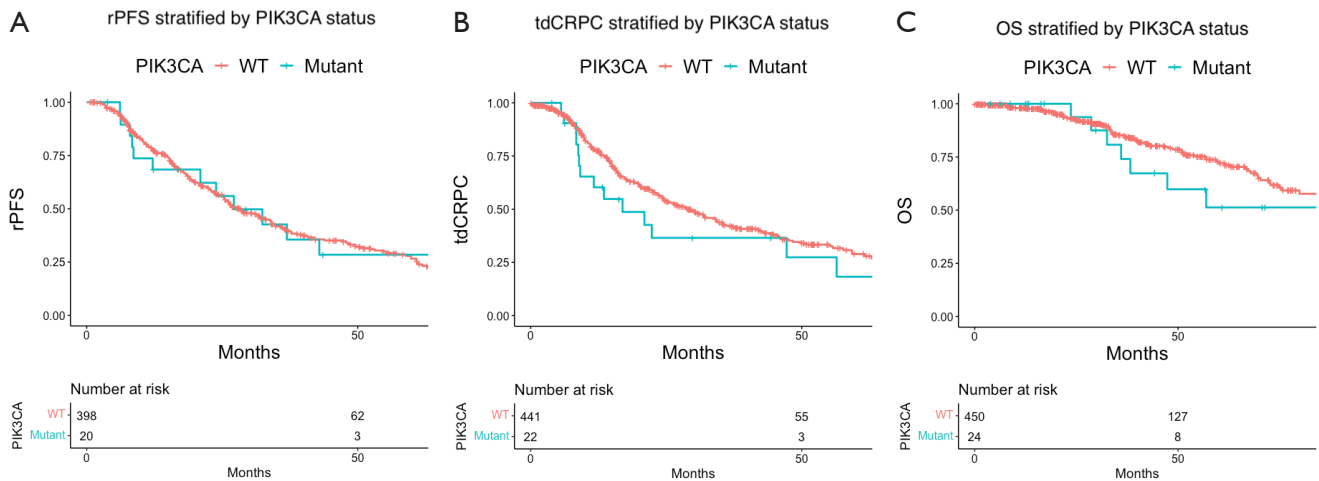 A
rPFS stratified by PIK3CA status
PIK3CA WT Mutant
1.00
0.75
0.50
0.25
0.00
rPFS
0 50
Months
Number at risk
PIK3CA
WT 398 62
Mutant 20 3
0 50
Months
B
tdCRPC stratified by PIK3CA status
PIK3CA WT Mutant
1.00
0.75
0.50
0.25
0.00
tdCRPC
0 50
Months
Number at risk
PIK3CA
WT 441 55
Mutant 22 3
0 50
Months
C
OS stratified by PIK3CA status
PIK3CA WT Mutant
1.00
0.75
0.50
0.25
0.00
OS
0 50
Months
Number at risk
PIK3CA
WT 450 127
Mutant 24 8
0 50
Months